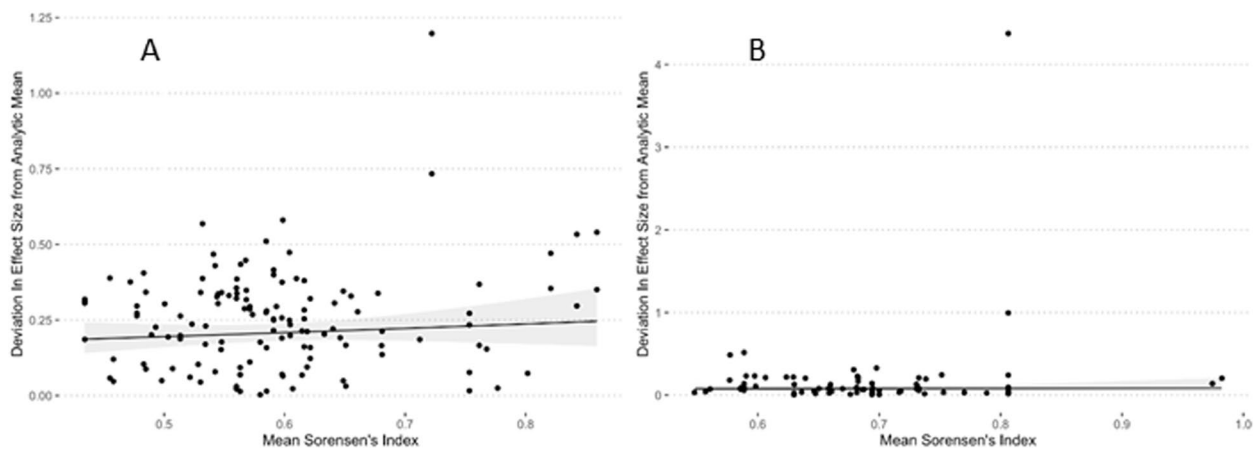 A
Deviation In Effect Size from Analytic Mean
1.25
1.00
0.75
0.50
0.25
0.00
0.5 0.6 0.7 0.8
Mean Sorensen's Index
B
Deviation In Effect Size from Analytic Mean
4
3
2
1
0
0.6 0.7 0.8 0.9 1.0
Mean Sorensen's Index